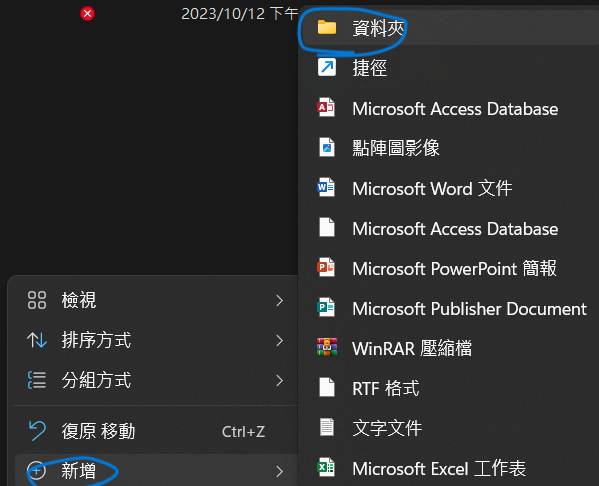 2023/10/12 下午
資料夾
捷徑
Microsoft Access Database
點陣圖影像
Microsoft Word 文件
Microsoft Access Database
Microsoft PowerPoint 簡報
Microsoft Publisher Document
WinRAR 壓縮檔
RTF 格式
文字文件
Microsoft Excel 工作表
檢視
排序方式
分組方式
復原 移動 Ctrl+Z
新增